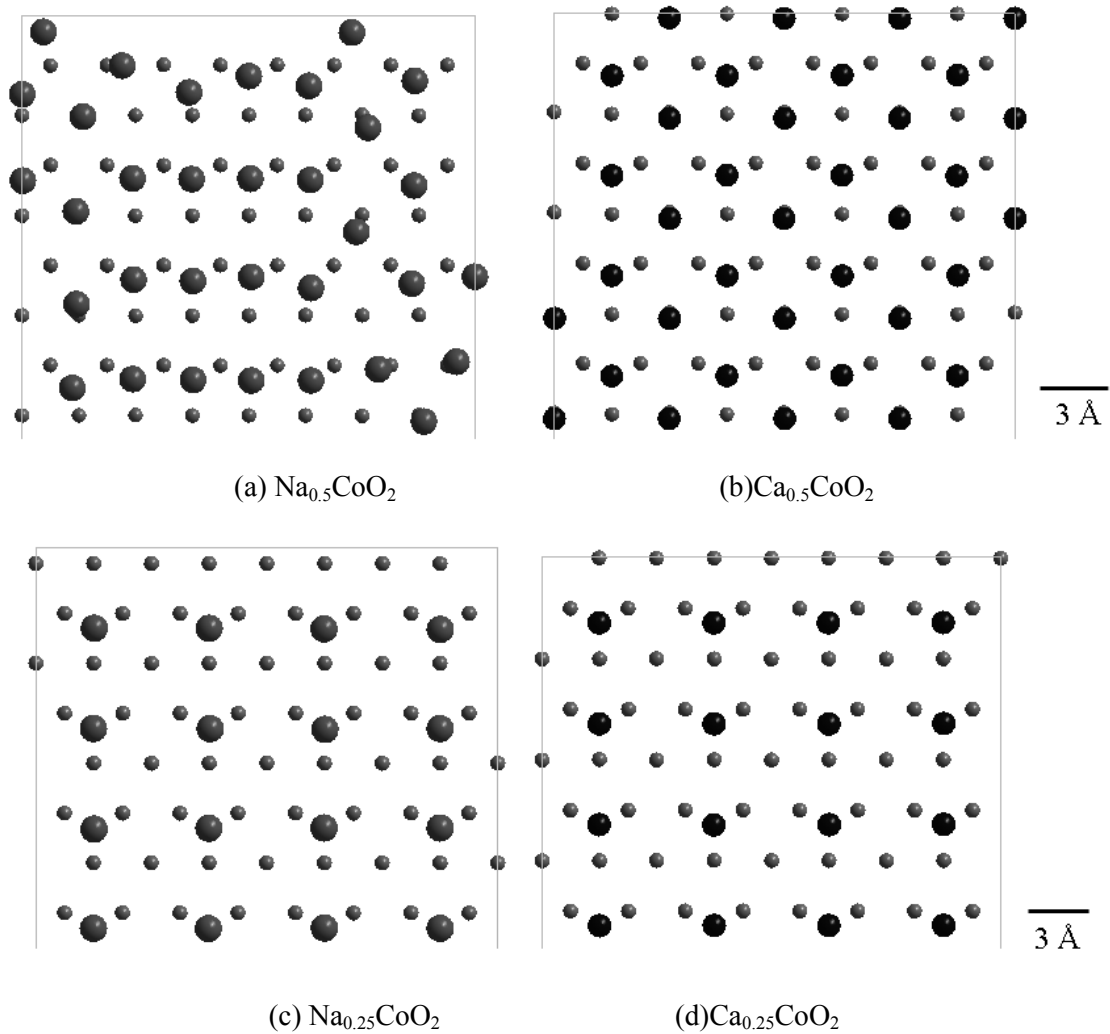 3 Å
(a) Na₀.₅CoO₂
(b)Ca₀.₅CoO₂
3 Å
(c) Na₀.₂₅CoO₂
(d)Ca₀.₂₅CoO₂